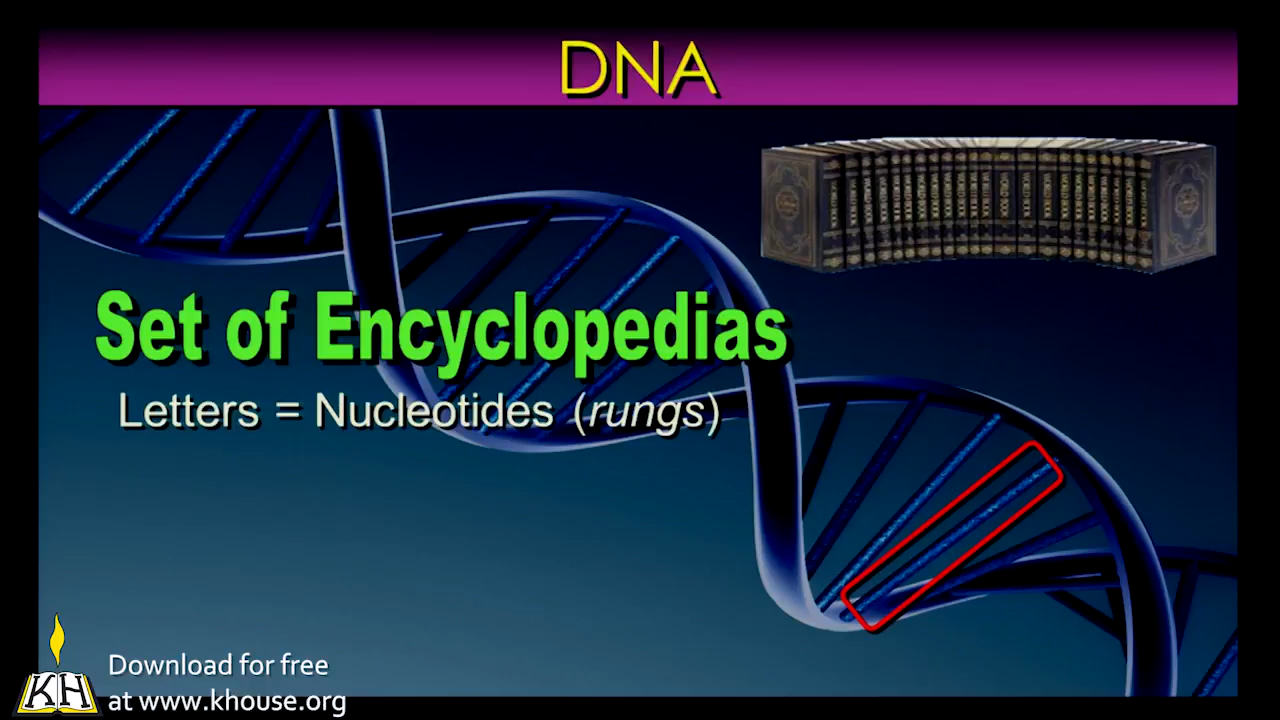 DNA
Set of Encyclopedias
Letters = Nucleotides (rungs)
KH
Download for free
at www.khouse.org